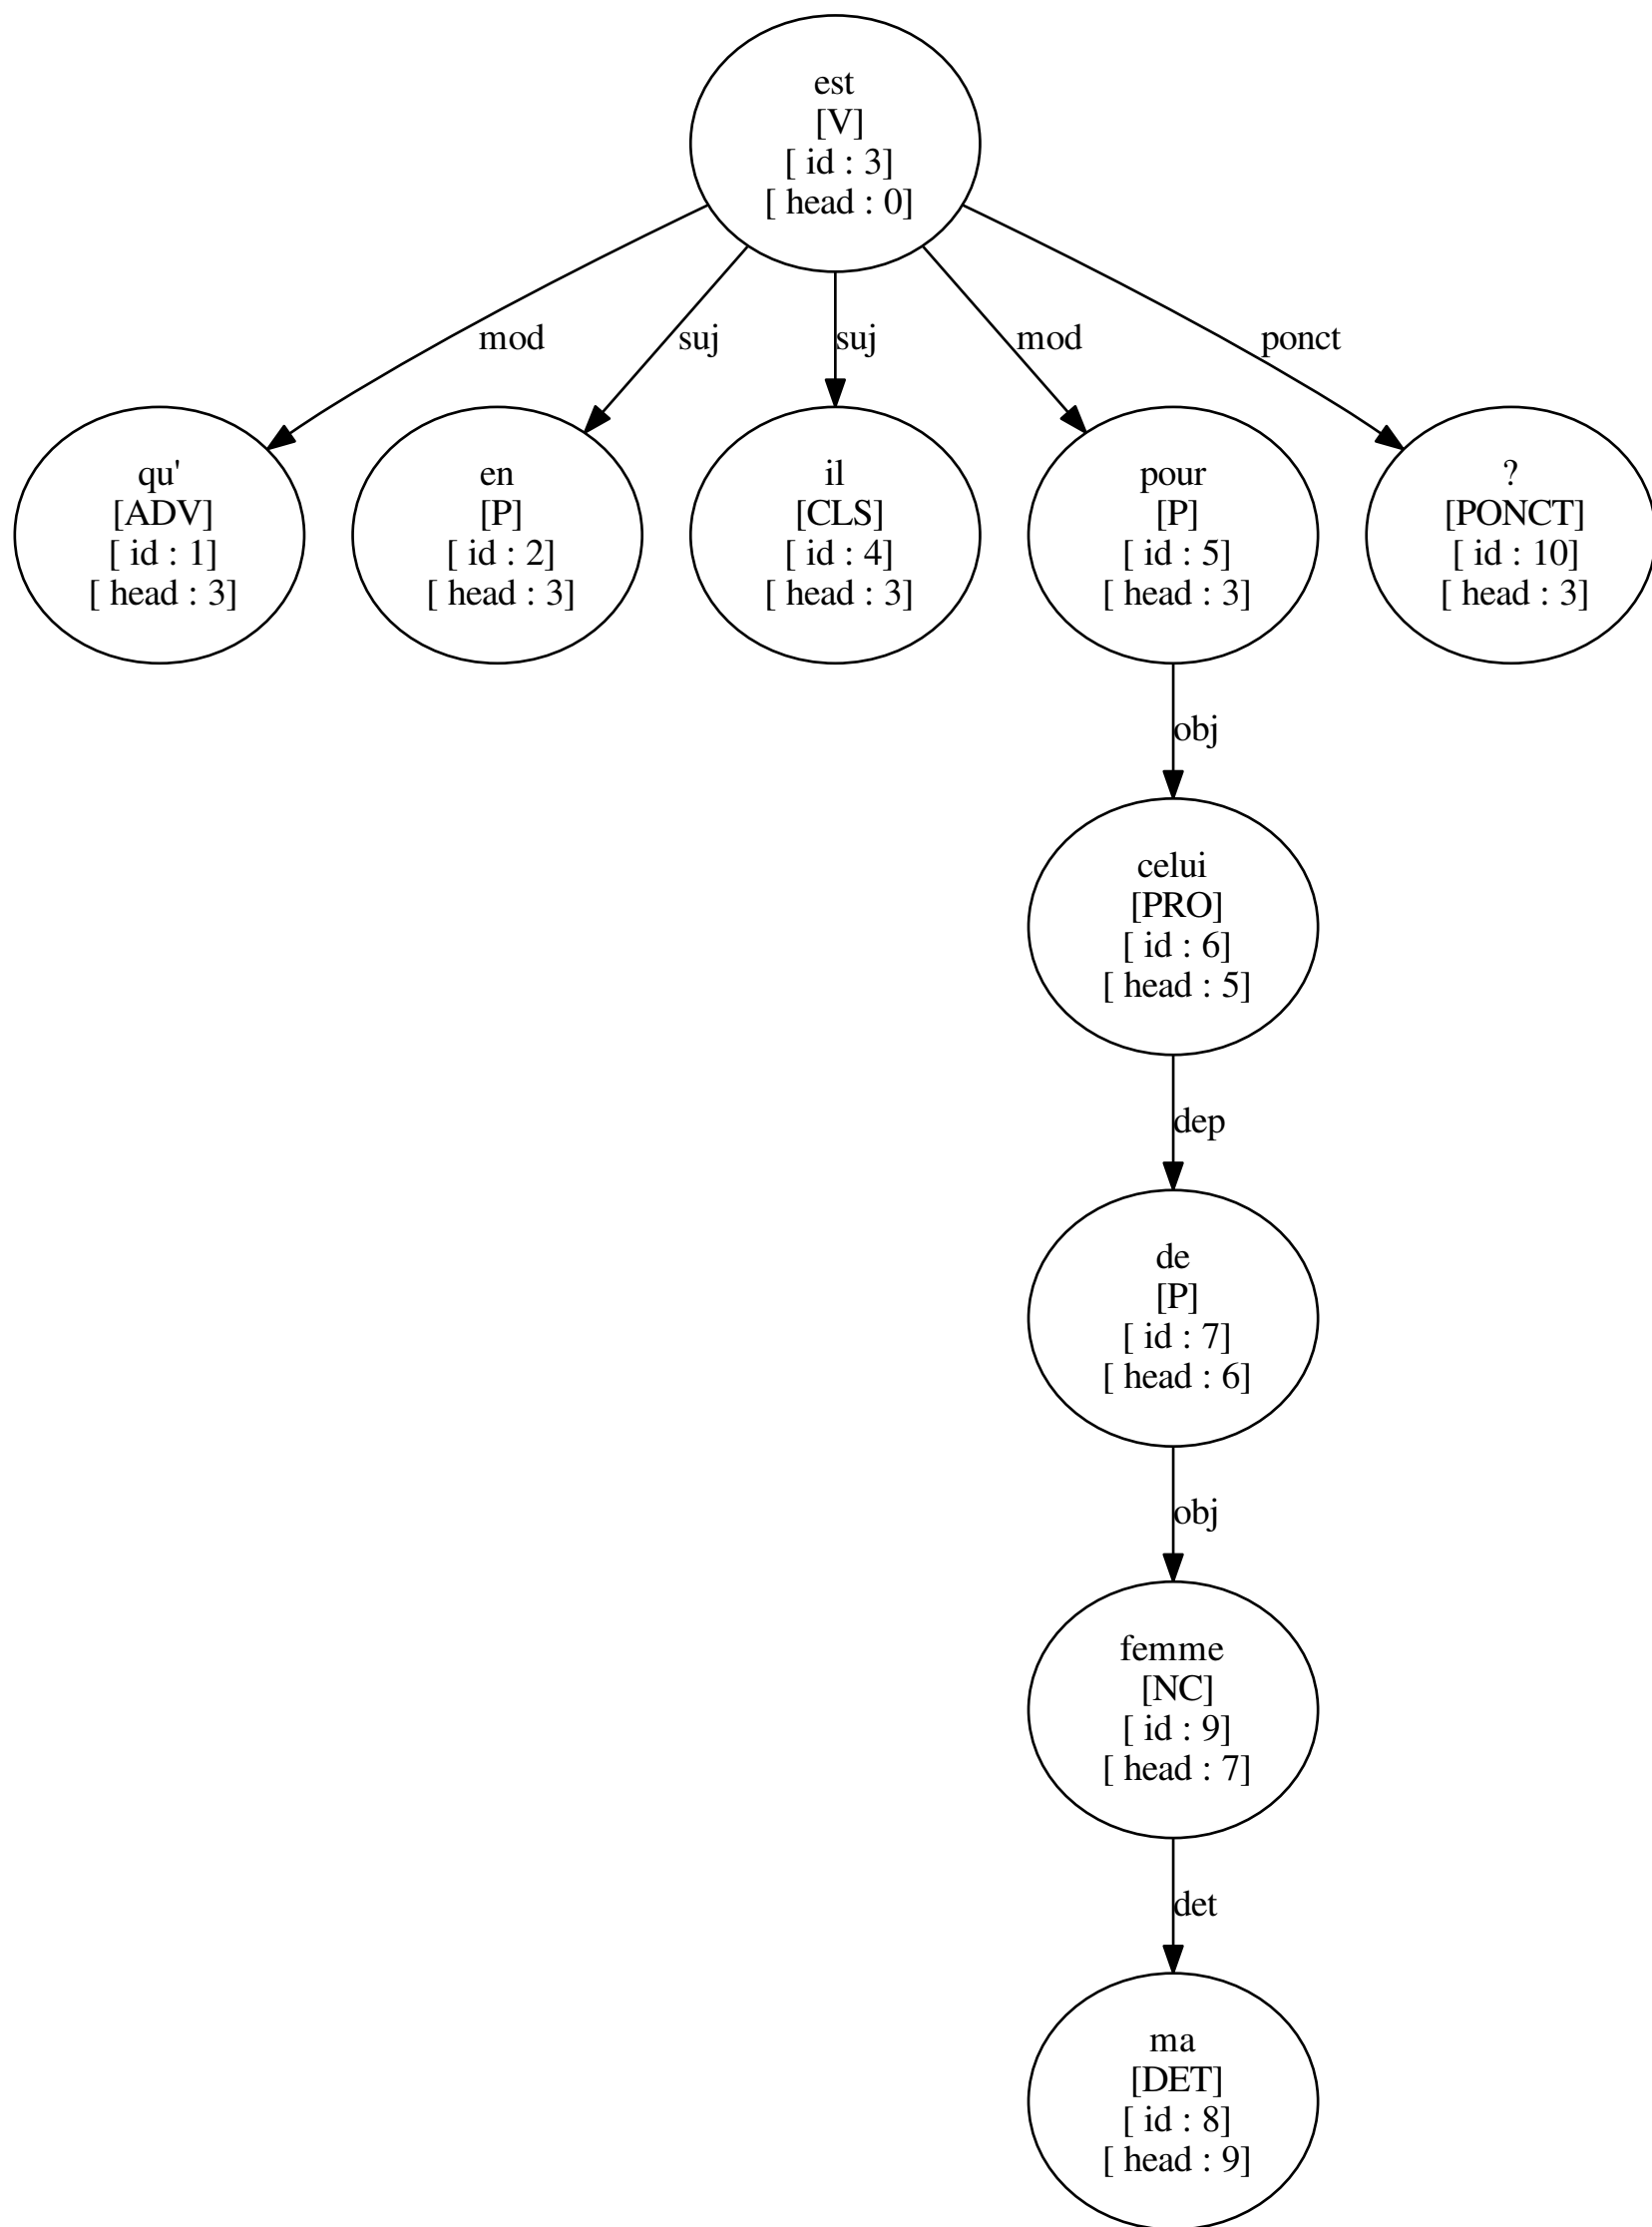 est
[V]
[ id : 3]
[ head : 0]
mod
suj
suj
mod
ponct
qu'
[ADV]
[ id : 1]
[ head : 3]
en
[P]
[ id : 2]
[ head : 3]
il
[CLS]
[ id : 4]
[ head : 3]
pour
[P]
[ id : 5]
[ head : 3]
?
[PONCT]
[ id : 10]
[ head : 3]
obj
celui
[PRO]
[ id : 6]
[ head : 5]
dep
de
[P]
[ id : 7]
[ head : 6]
obj
femme
[NC]
[ id : 9]
[ head : 7]
det
ma
[DET]
[ id : 8]
[ head : 9]